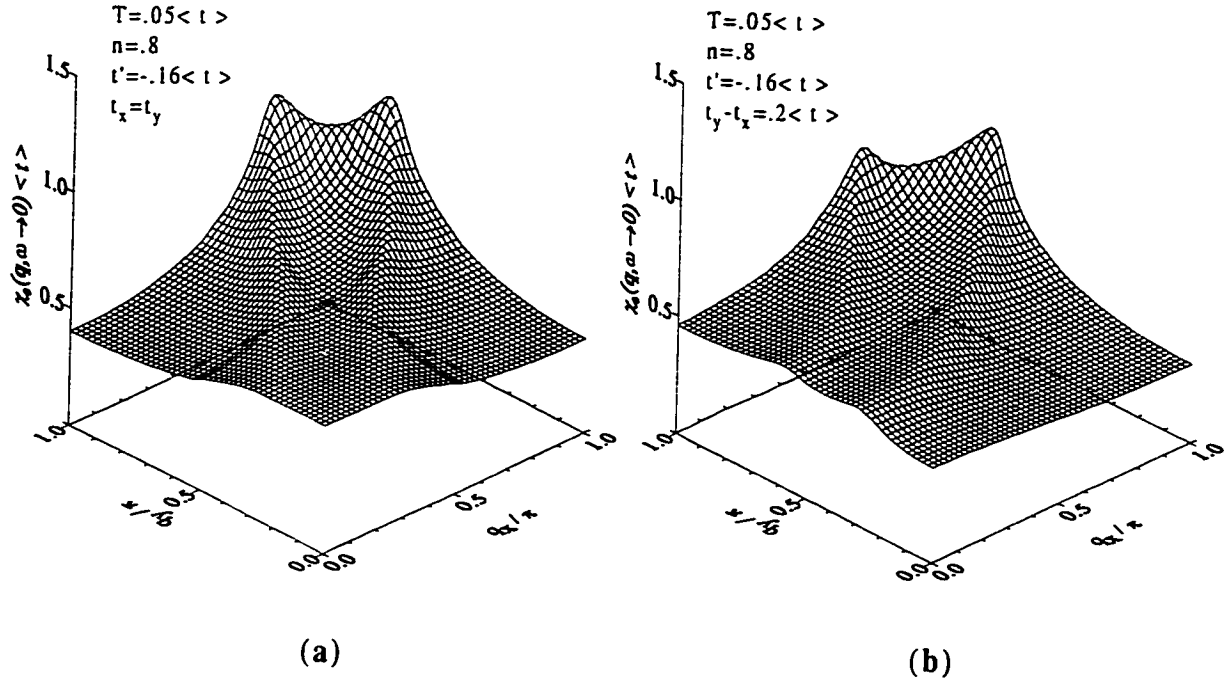 T=.05< t >
n=.8
t'=-.16< t >
t_x=t_y
1.5
1.0
0.5
χ₀(q,ω→0) < t >
1.0
0.5
0.0
q_y/π
0.0
0.5
1.0
q_x/π
(a)
T=.05< t >
n=.8
t'=-.16< t >
t_y-t_x=.2< t >
1.5
1.0
0.5
χ₀(q,ω→0) < t >
1.0
0.5
0.0
q_y/π
0.0
0.5
1.0
q_x/π
(b)